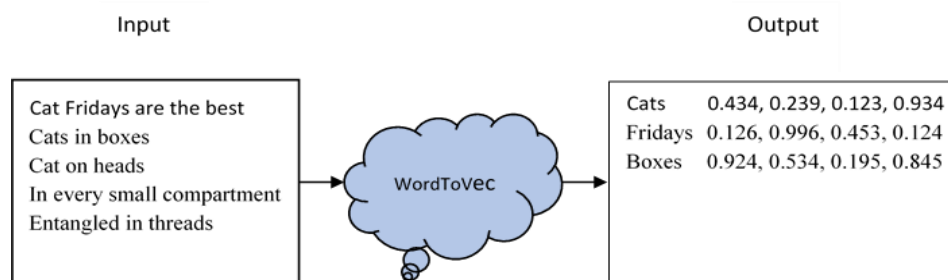 Input
Output
Cat Fridays are the best
Cats in boxes
Cat on heads
In every small compartment
Entangled in threads
WordToVec
Cats 0.434, 0.239, 0.123, 0.934
Fridays 0.126, 0.996, 0.453, 0.124
Boxes 0.924, 0.534, 0.195, 0.845